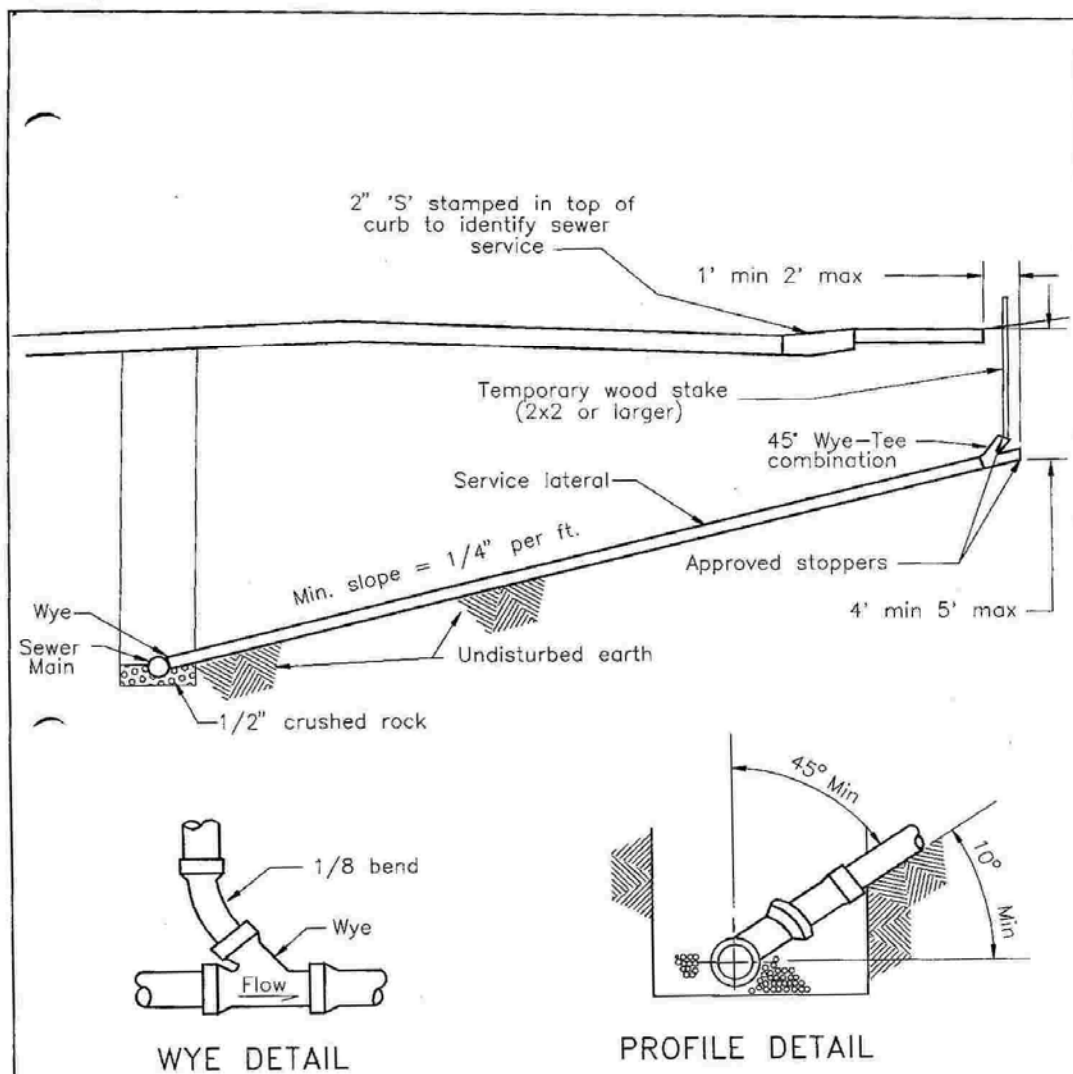 2" 'S' stamped in top of
curb to identify sewer
service
1' min 2' max
Temporary wood stake
(2x2 or larger)
45° Wye-Tee
combination
Service lateral
Min. slope = 1/4" per ft.
Approved stoppers
4' min 5' max
Wye
Sewer
Main
Undisturbed earth
1/2" crushed rock
45° Min
10°
Min
1/8 bend
Wye
Flow
WYE DETAIL
PROFILE DETAIL